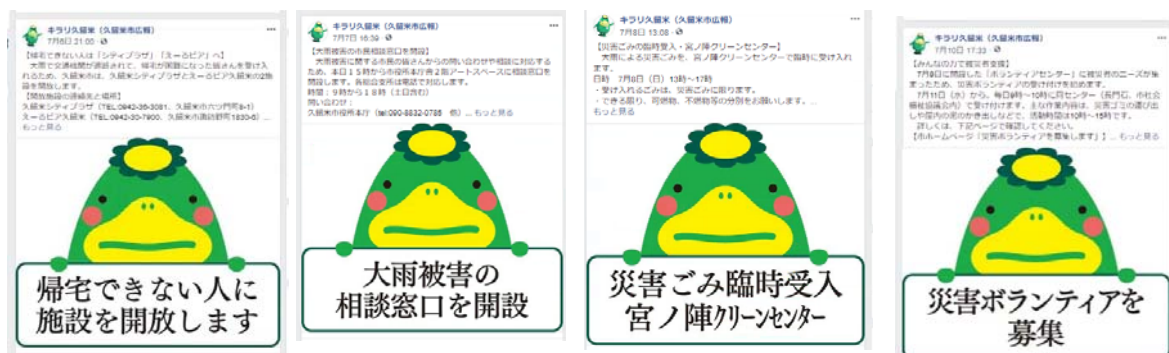 キラリ久留米（久留米市広報）
7月6日 21:00
【帰宅できない人は「シティプラザ」「えーるピア」へ】
大雨で交通機関が遮断されて、帰宅が困難になった皆さんを受け入
れるため、久留米市は、久留米シティプラザとえーるピア久留米の2施
設を開放します。
【開放施設の連絡先と場所】
久留米シティプラザ（TEL:0942-36-3081、久留米市六ツ門町8-1）
えーるピア久留米（TEL:0942-30-7900、久留米市諏訪野町1830-6）...
もっと見る
帰宅できない人に
施設を開放します
キラリ久留米（久留米市広報）
7月7日 16:39
【大雨被害の市民相談窓口を開設】
大雨被害に関する市民の皆さんからの問い合わせや相談に対応する
ため、本日15時から市役所本庁舎2階アートスペースに相談窓口を
開設します。各総合支所は電話で対応します。
時間：9時から18時（土日含む）
問い合わせ：
久留米市役所本庁（tel:090-8832-0786 他）... もっと見る
大雨被害の
相談窓口を開設
キラリ久留米（久留米市広報）
7月8日 13:08
【災害ごみの臨時受入・宮ノ陣クリーンセンター】
大雨による災害ごみを、宮ノ陣クリーンセンターで臨時に受け入れ
ます。
日時 7月8日（日）13時～17時
・受け入れるごみは、災害ごみに限ります。
・できる限り、可燃物、不燃物等の分別をお願いします。...
もっと見る
災害ごみ臨時受入
宮ノ陣クリーンセンター
キラリ久留米（久留米市広報）
7月10日 17:33
【みんなの力で被災者支援】
7月9日に開設した「ボランティアセンター」に被災者のニーズが集
まったため、災害ボランティアの受け付けを始めます。
7月11日（水）から、毎日9時～10時に同センター（長門石、市社会
福祉協議会内）で受け付けます。主な作業内容は、災害ゴミの運び出
しや屋内の泥のかき出しなどで、活動時間は10時～15時です。
詳しくは、下記ページで確認してください。
【市ホームページ「災害ボランティアを募集します」】... もっと見る
災害ボランティアを
募集